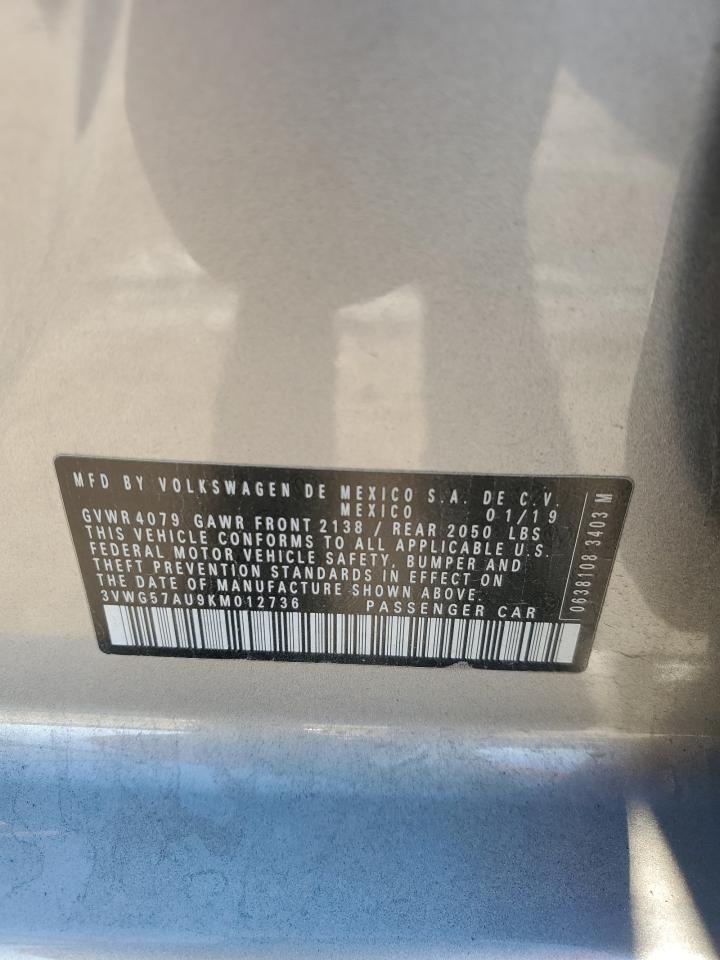 MFD BY VOLKSWAGEN DE MEXICO S.A. DE C.V.
MEXICO 01/19
GVWR 4079 GAWR FRONT 2138 / REAR 2050 LBS
THIS VEHICLE CONFORMS TO ALL APPLICABLE U.S.
FEDERAL MOTOR VEHICLE SAFETY, BUMPER AND
THEFT PREVENTION STANDARDS IN EFFECT ON
THE DATE OF MANUFACTURE SHOWN ABOVE.
3VWG57AU9KM012736 PASSENGER CAR
0638108 3403 M